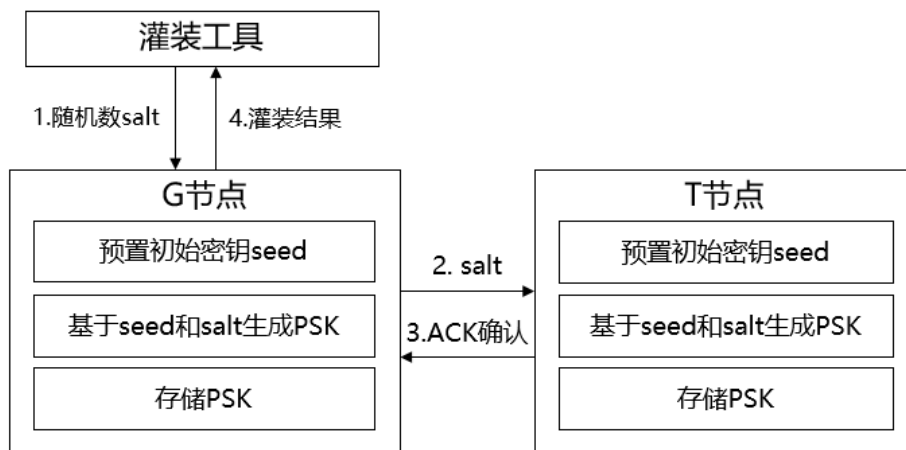 灌装工具
1.随机数salt
4.灌装结果
G节点
预置初始密钥seed
基于seed和salt生成PSK
存储PSK
2. salt
3.ACK确认
T节点
预置初始密钥seed
基于seed和salt生成PSK
存储PSK